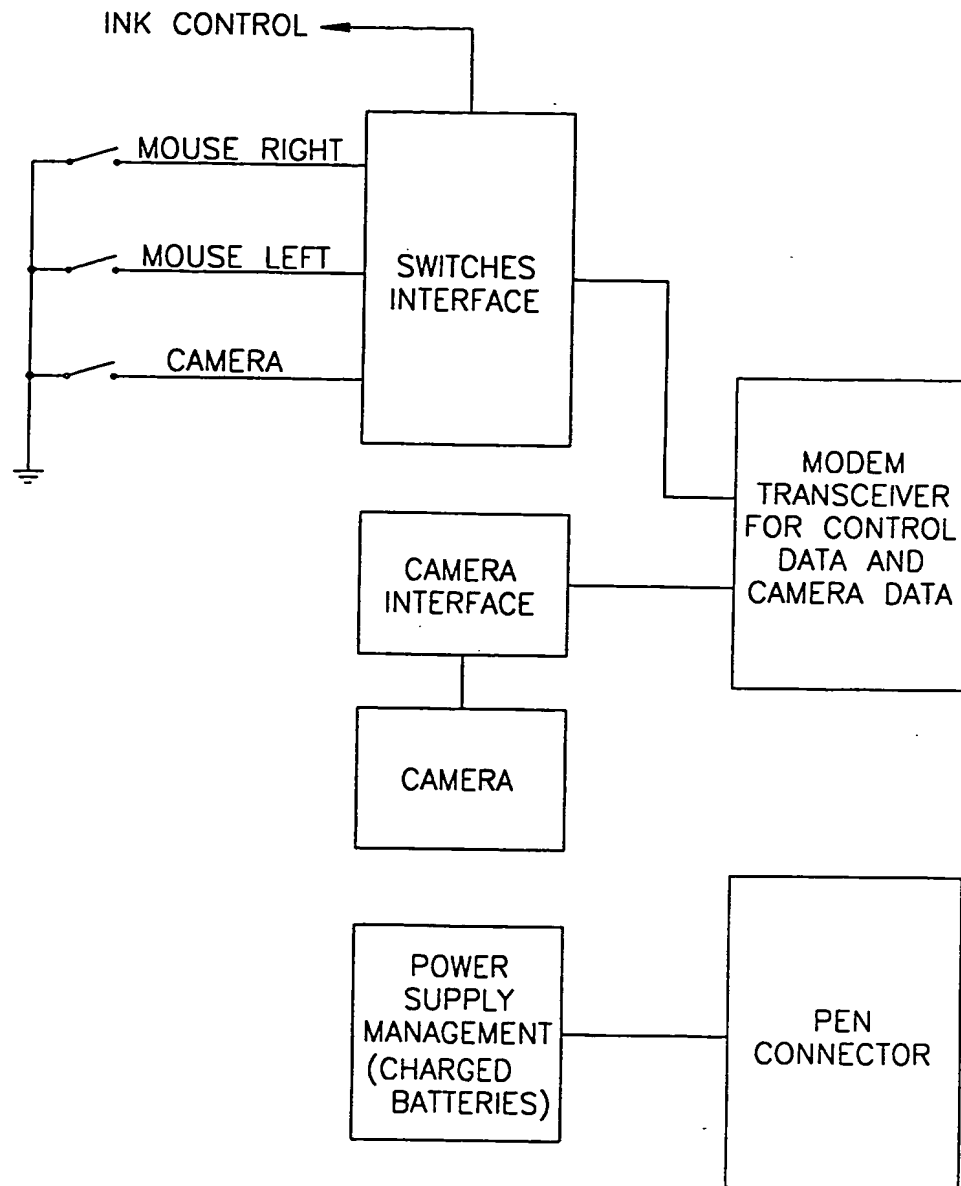 INK CONTROL
MOUSE RIGHT
MOUSE LEFT
CAMERA
SWITCHES
INTERFACE
MODEM
TRANSCEIVER
FOR CONTROL
DATA AND
CAMERA DATA
CAMERA
INTERFACE
CAMERA
POWER
SUPPLY
MANAGEMENT
(CHARGED
BATTERIES)
PEN
CONNECTOR